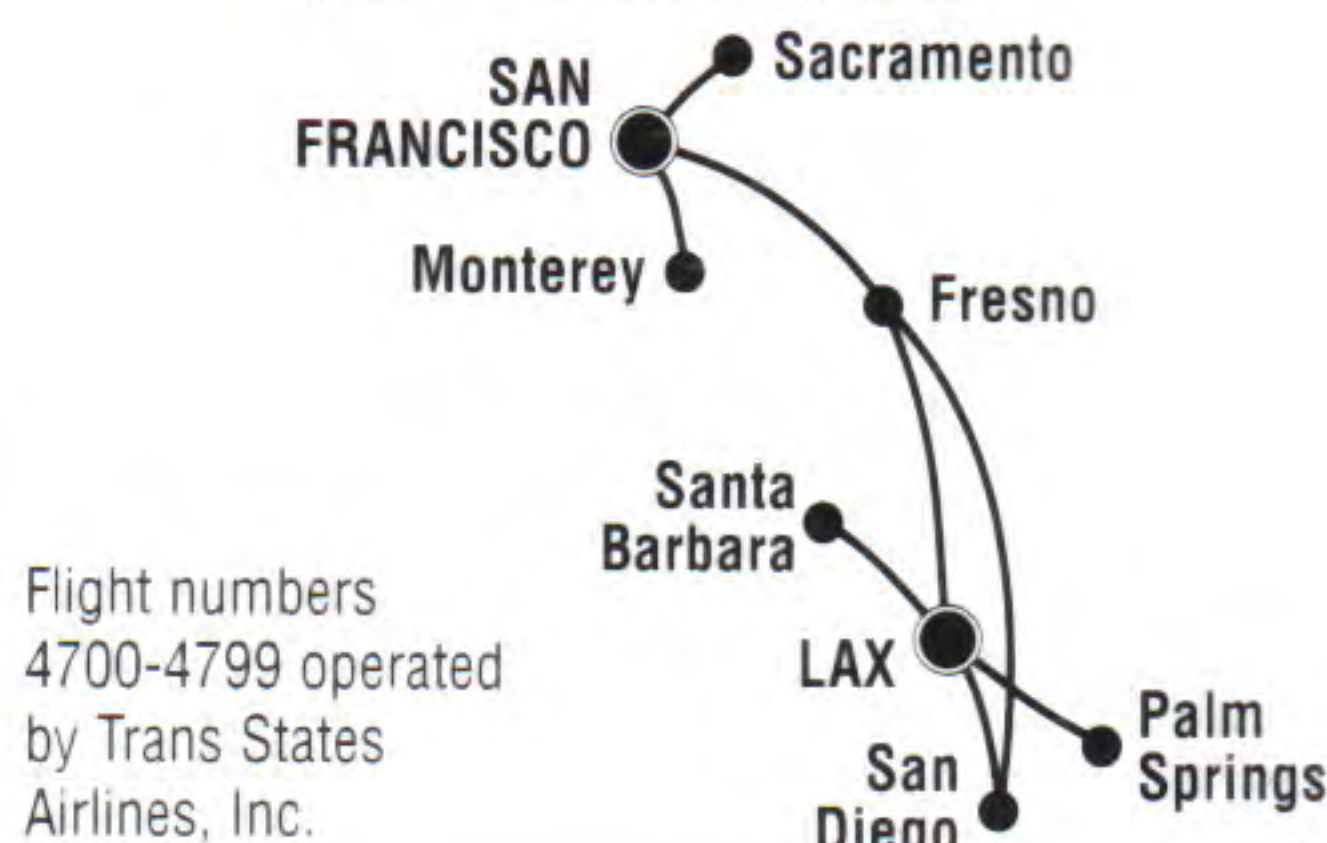 Sacramento
SAN
FRANCISCO
Monterey
Fresno
Santa
Barbara
LAX
Palm
Springs
San
Diego
Flight numbers
4700-4799 operated
by Trans States
Airlines, Inc.